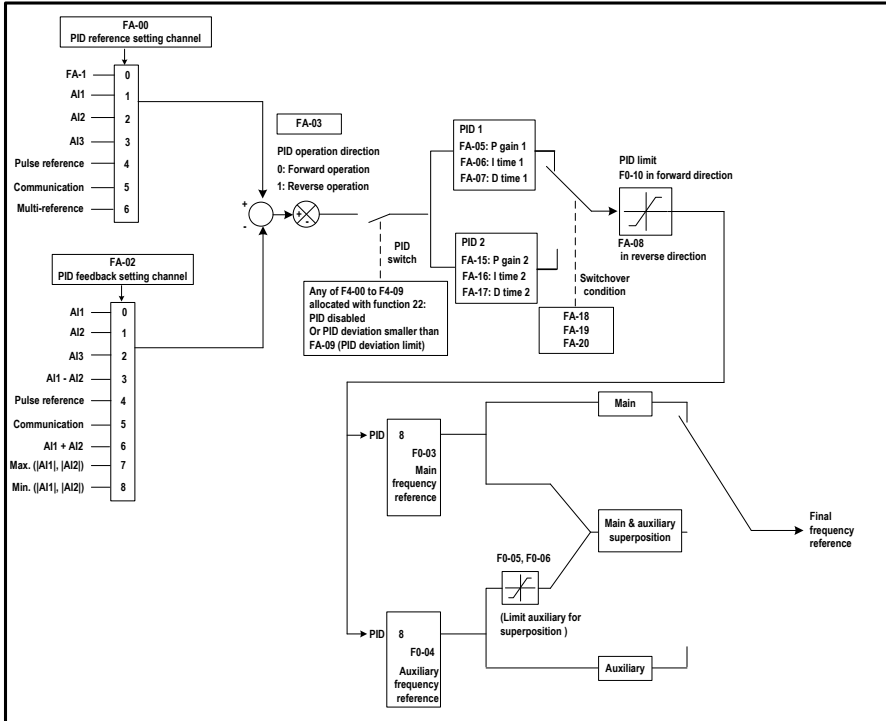 FA-00
PID reference setting channel
FA-1
0
AI1
1
AI2
2
AI3
3
Pulse reference
4
Communication
5
Multi-reference
6
FA-02
PID feedback setting channel
AI1
0
AI2
1
AI3
2
AI1 - AI2
3
Pulse reference
4
Communication
5
AI1 + AI2
6
Max. (|AI1|, |AI2|)
7
Min. (|AI1|, |AI2|)
8
+
-
FA-03
PID operation direction
0: Forward operation
1: Reverse operation
+
-
PID
switch
Any of F4-00 to F4-09
allocated with function 22:
PID disabled
Or PID deviation smaller than
FA-09 (PID deviation limit)
PID 1
FA-05: P gain 1
FA-06: I time 1
FA-07: D time 1
PID 2
FA-15: P gain 2
FA-16: I time 2
FA-17: D time 2
Switchover
condition
FA-18
FA-19
FA-20
PID limit
F0-10 in forward direction
FA-08
in reverse direction
PID
8
F0-03
Main
frequency
reference
PID
8
F0-04
Auxiliary
frequency
reference
Main
Main & auxiliary
superposition
F0-05, F0-06
(Limit auxiliary for
superposition )
Auxiliary
Final
frequency
reference